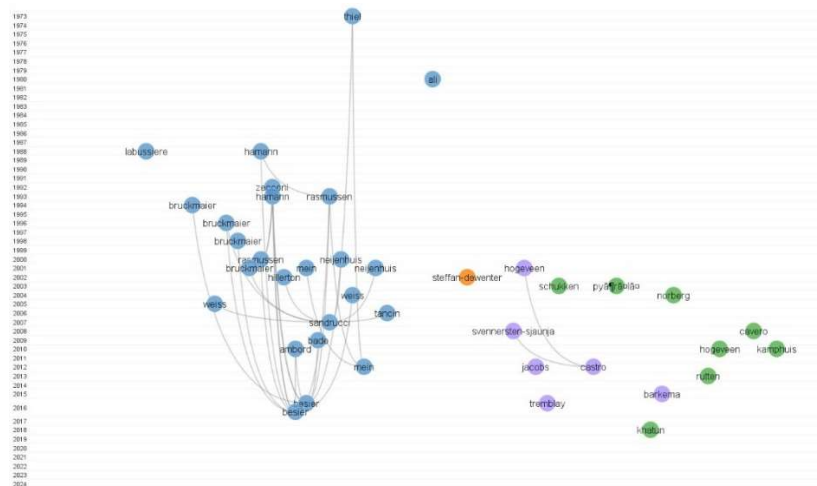 1973 thiel
1974
1975
1976
1977
1978
1979
1980 ali
1981
1982
1983
1984
1985
1986
1987
1988 labussiere hamann
1989
1990
1991
1992 zecconi
1993 hamann rasmussen
1994 bruckmaier
1995
1996 bruckmaier
1997
1998 bruckmaier
1999
2000 rasmussen neijenhuis
2001 bruckmaier mein neijenhuis hogeveen
2002 hillerton steffan-dewenter
2003 schukken
2004 weiss norberg
2005 weiss
2006 tancin
2007 sandrucci
2008 svennersten-sjaunja cavero
2009 bade
2010 ambord hogeveen kamphuis
2011
2012 mein jacobs castro
2013 rutten
2014
2015 barkema
2016 besier tremblay
besier
2017
2018 khatun
2019
2020
2021
2022
2023
2024